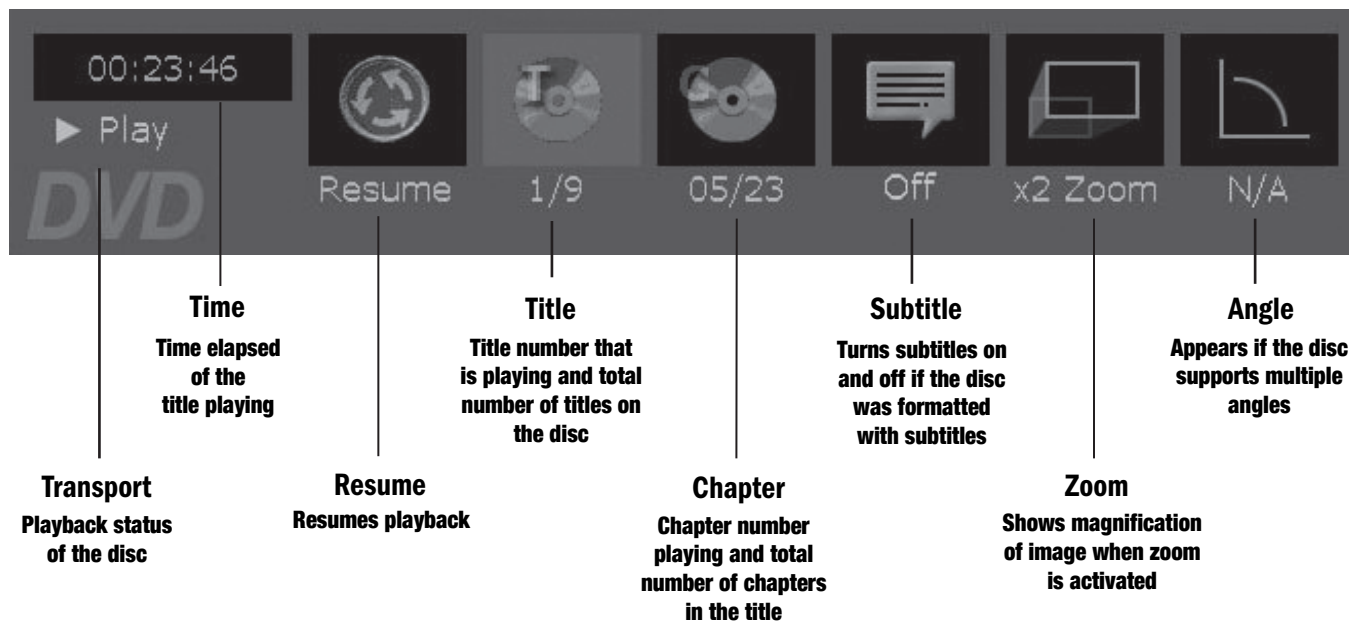 00:23:46
▶ Play
DVD
Resume
T
1/9
C
05/23
Off
x2 Zoom
N/A
Time
Time elapsed
of the
title playing
Title
Title number that
is playing and total
number of titles on
the disc
Subtitle
Turns subtitles on
and off if the disc
was formatted
with subtitles
Angle
Appears if the disc
supports multiple
angles
Transport
Playback status
of the disc
Resume
Resumes playback
Chapter
Chapter number
playing and total
number of chapters
in the title
Zoom
Shows magnification
of image when zoom
is activated